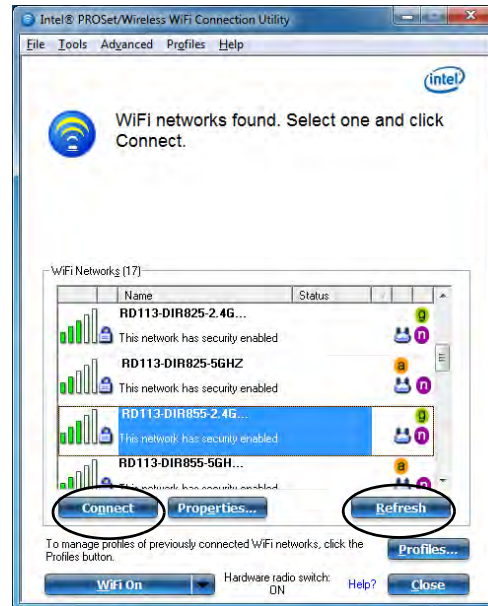 Intel® PROSet/Wireless WiFi Connection Utility
File Tools Advanced Profiles Help
intel
WiFi networks found. Select one and click
Connect.
WiFi Networks (17)
Name Status
RD113-DIR825-2.4G... g
This network has security enabled n
RD113-DIR825-5GHZ a
This network has security enabled n
RD113-DIR855-2.4G... g
This network has security enabled n
RD113-DIR855-5GH... a
This network has security enabled n
Connect Properties... Refresh
To manage profiles of previously connected WiFi networks, click the
Profiles button.
Profiles...
WiFi On
Hardware radio switch:
ON
Help? Close